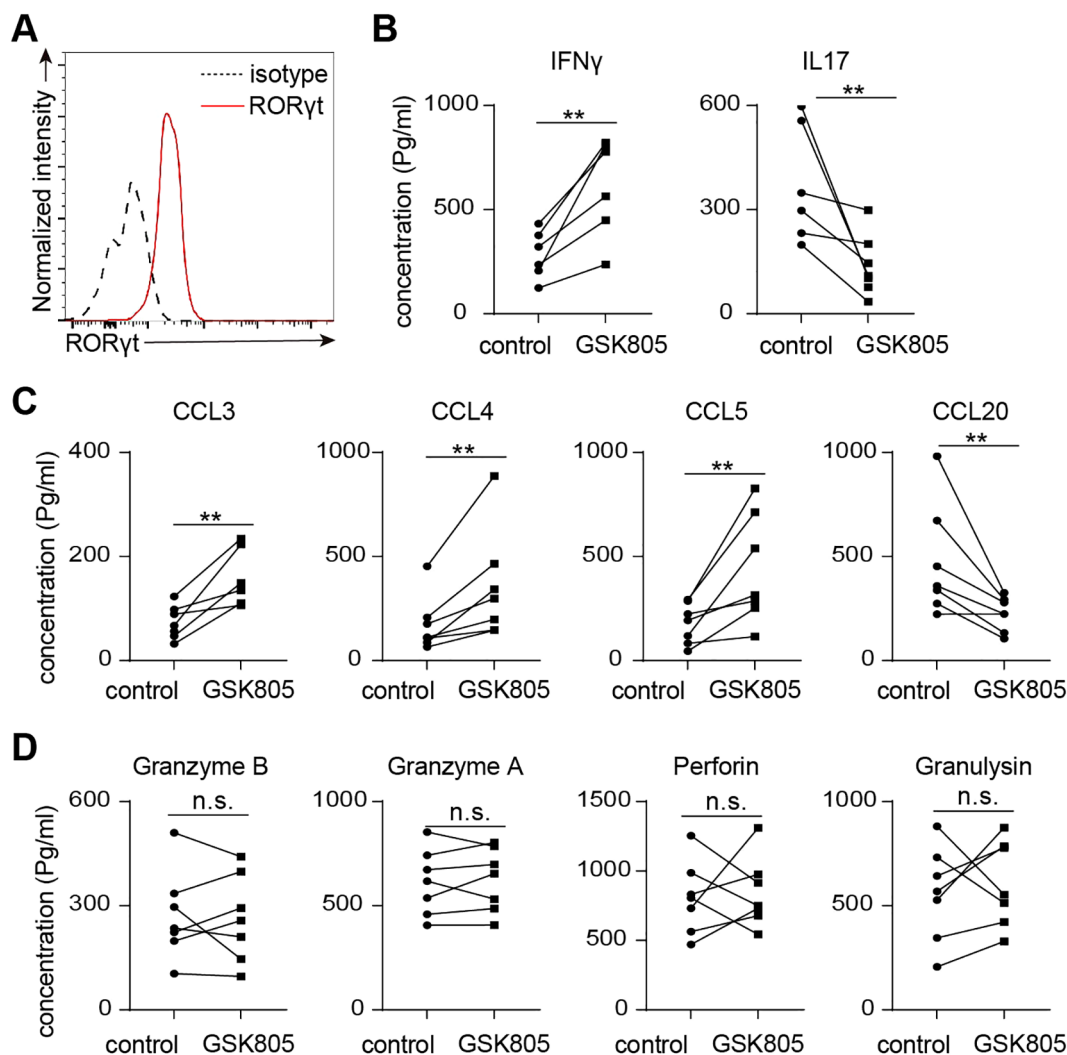 A
Normalized intensity
isotype
RORγt
RORγt
B
IFNγ
concentration (Pg/ml)
1000
500
0
**
control GSK805
IL17
600
300
0
**
control GSK805
C
CCL3
concentration (Pg/ml)
400
200
0
**
control GSK805
CCL4
1000
500
0
**
control GSK805
CCL5
1000
500
0
**
control GSK805
CCL20
1000
500
0
**
control GSK805
D
Granzyme B
concentration (Pg/ml)
600
300
0
n.s.
control GSK805
Granzyme A
1000
500
0
n.s.
control GSK805
Perforin
1500
1000
500
0
n.s.
control GSK805
Granulysin
1000
500
0
n.s.
control GSK805